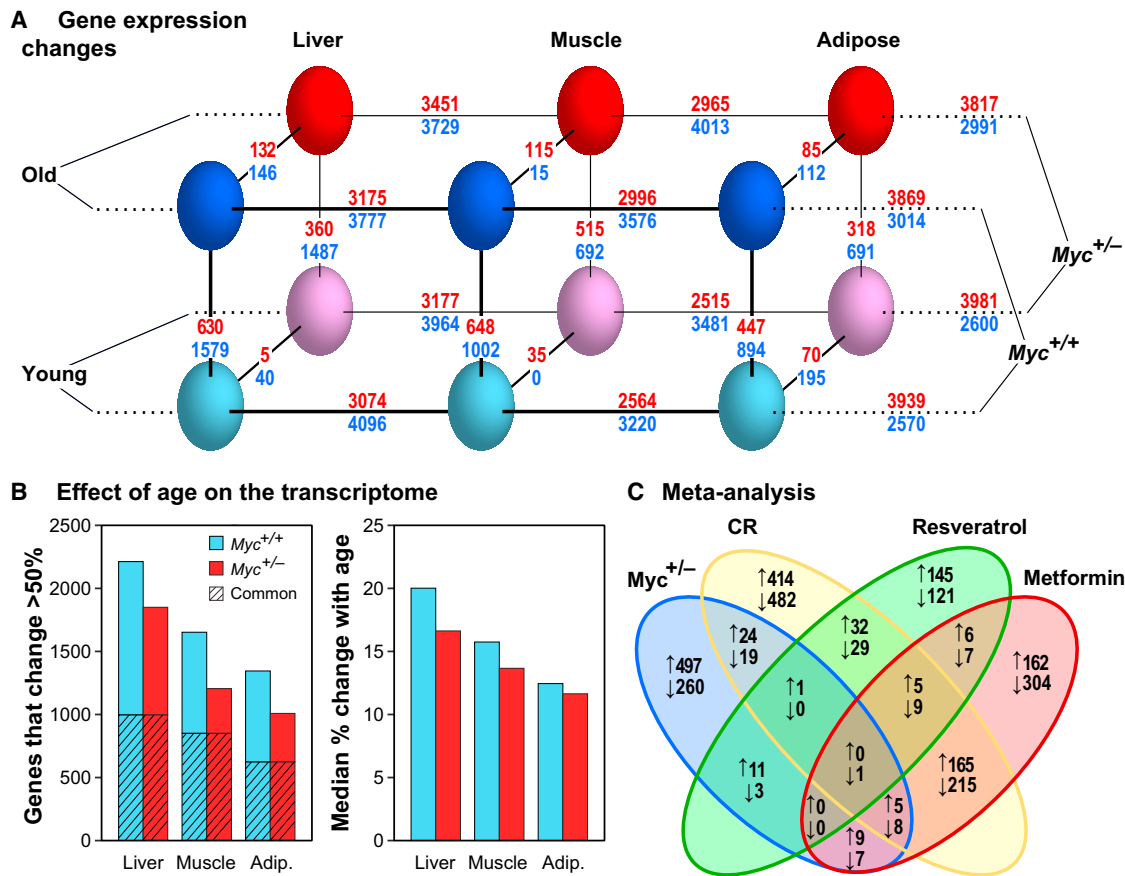 A Gene expression
changes
Liver Muscle Adipose
3451 2965 3817
3729 4013 2991
132 115 85
146 15 112
Old
3175 2996 3869
3777 3576 3014
360 515 318
1487 692 691
Myc+/–
3177 2515 3981
3964 3481 2600
630 648 447
1579 1002 894
Myc+/+
5 35 70
40 0 195
Young
3074 2564 3939
4096 3220 2570
B Effect of age on the transcriptome
Genes that change >50%
2500
2000
1500
1000
500
0
Myc+/+
Myc+/–
Common
Liver Muscle Adip.
Median % change with age
25
20
15
10
5
0
Liver Muscle Adip.
C Meta-analysis
CR Resveratrol
Myc+/– Metformin
↑414 ↑145
↓482 ↓121
↑24 ↑32 ↑6
↓19 ↓29 ↓7
↑497 ↑162
↓260 ↓304
↑1 ↑5
↓0 ↓9
↑11 ↑0 ↑165
↓3 ↓1 ↓215
↑0 ↑5
↓0 ↓8
↑9
↓7